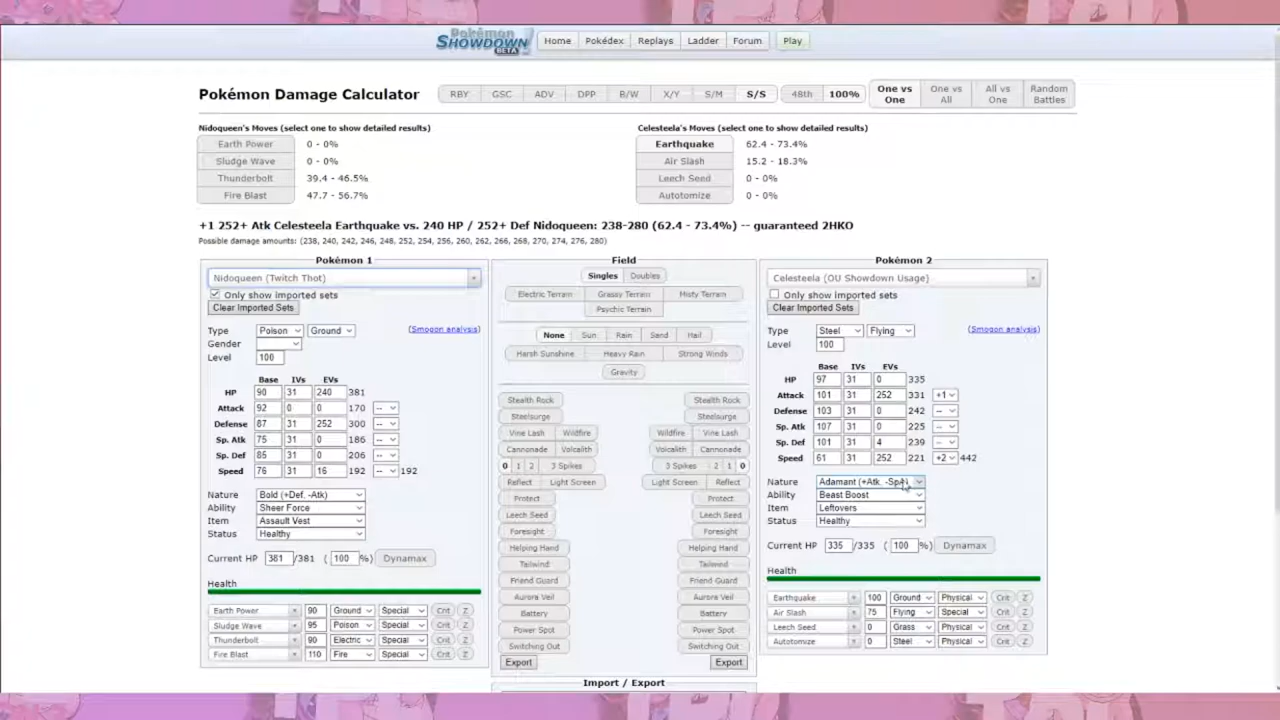 Pokémon SHOWDOWN! BETA Home Pokédex Replays Ladder Forum Play
Pokémon Damage Calculator RBY GSC ADV DPP B/W X/Y S/M S/S 48th 100% One vs One One vs All All vs One Random Battles
Nidoqueen's Moves (select one to show detailed results)
Earth Power 0 - 0%
Sludge Wave 0 - 0%
Thunderbolt 39.4 - 46.5%
Fire Blast 47.7 - 56.7%
Celesteela's Moves (select one to show detailed results)
Earthquake 62.4 - 73.4%
Air Slash 15.2 - 18.3%
Leech Seed 0 - 0%
Autotomize 0 - 0%
+1 252+ Atk Celesteela Earthquake vs. 240 HP / 252+ Def Nidoqueen: 238-280 (62.4 - 73.4%) -- guaranteed 2HKO
Possible damage amounts: (238, 240, 242, 246, 248, 252, 254, 256, 260, 262, 266, 268, 270, 274, 276, 280)
Pokémon 1
Nidoqueen (Twitch Thot)
Only show imported sets
Clear Imported Sets
Type Poison Ground (Smogon analysis)
Gender
Level 100
Base IVs EVs
HP 90 31 240 381
Attack 92 0 0 170 --
Defense 87 31 252 300 --
Sp. Atk 75 31 0 186 --
Sp. Def 85 31 0 206 --
Speed 76 31 16 192 -- 192
Nature Bold (+Def, -Atk)
Ability Sheer Force
Item Assault Vest
Status Healthy
Current HP 381 /381 ( 100 %) Dynamax
Health
Earth Power 90 Ground Special Crit Z
Sludge Wave 95 Poison Special Crit Z
Thunderbolt 90 Electric Special Crit Z
Fire Blast 110 Fire Special Crit Z
Field
Singles Doubles
Electric Terrain Grassy Terrain Misty Terrain
Psychic Terrain
None Sun Rain Sand Hail
Harsh Sunshine Heavy Rain Strong Winds
Gravity
Stealth Rock Stealth Rock
Steelsurge Steelsurge
Vine Lash Wildfire Wildfire Vine Lash
Cannonade Volcalith Volcalith Cannonade
0 1 2 3 Spikes 3 Spikes 2 1 0
Reflect Light Screen Light Screen Reflect
Protect Protect
Leech Seed Leech Seed
Foresight Foresight
Helping Hand Helping Hand
Tailwind Tailwind
Friend Guard Friend Guard
Aurora Veil Aurora Veil
Battery Battery
Power Spot Power Spot
Switching Out Switching Out
Export Export
Import / Export
Pokémon 2
Celesteela (OU Showdown Usage)
Only show imported sets
Clear Imported Sets
Type Steel Flying (Smogon analysis)
Level 100
Base IVs EVs
HP 97 31 0 335
Attack 101 31 252 331 +1
Defense 103 31 0 242 --
Sp. Atk 107 31 0 225 --
Sp. Def 101 31 4 239 --
Speed 61 31 252 221 +2 442
Nature Adamant (+Atk, -SpA)
Ability Beast Boost
Item Leftovers
Status Healthy
Current HP 335 /335 ( 100 %) Dynamax
Health
Earthquake 100 Ground Physical Crit Z
Air Slash 75 Flying Special Crit Z
Leech Seed 0 Grass Physical Crit Z
Autotomize 0 Steel Physical Crit Z